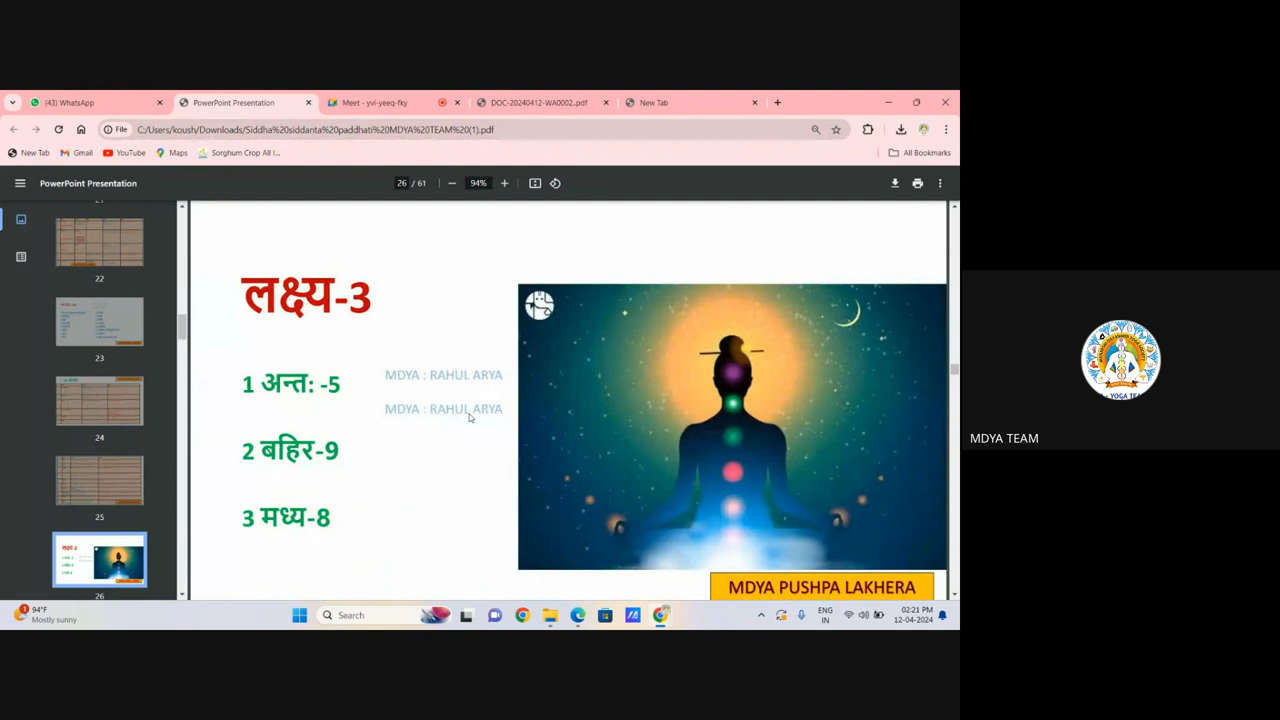 (43) WhatsApp
PowerPoint Presentation
Meet - yvi-yeeq-fky
DOC-20240412-WA0002..pdf
New Tab
File
C:/Users/koush/Downloads/Siddha%20siddanta%20paddhati%20MDYA%20TEAM%20(1).pdf
New Tab
Gmail
YouTube
Maps
Sorghum Crop All I...
All Bookmarks
PowerPoint Presentation
26 / 61
94%
22
23
24
25
26
लक्ष्य-3
1 अन्त: -5
MDYA : RAHUL ARYA
MDYA : RAHUL ARYA
2 बहिर-9
3 मध्य-8
MDYA PUSHPA LAKHERA
MDYA TEAM
94°F
Mostly sunny
Search
ENG
IN
02:21 PM
12-04-2024